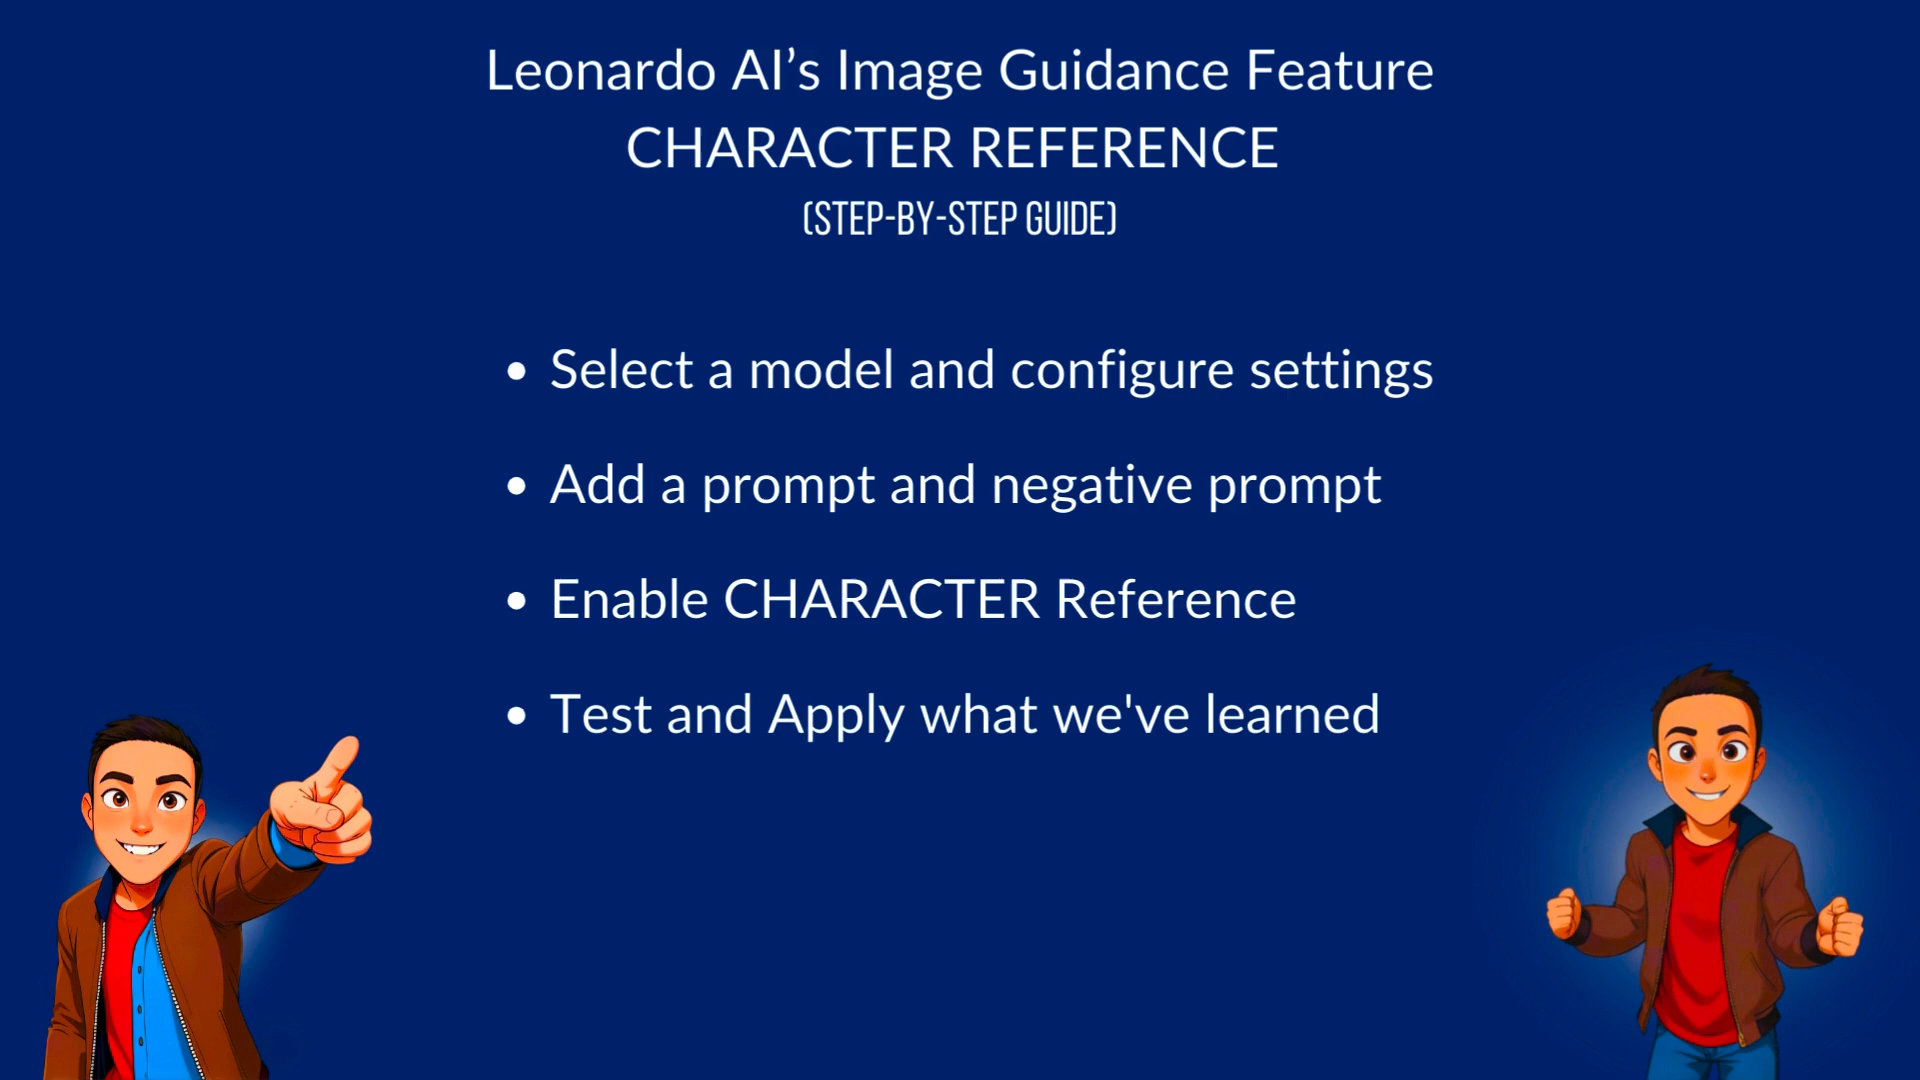 Leonardo AI’s Image Guidance Feature
CHARACTER REFERENCE
(STEP-BY-STEP GUIDE)
• Select a model and configure settings
• Add a prompt and negative prompt
• Enable CHARACTER Reference
• Test and Apply what we've learned